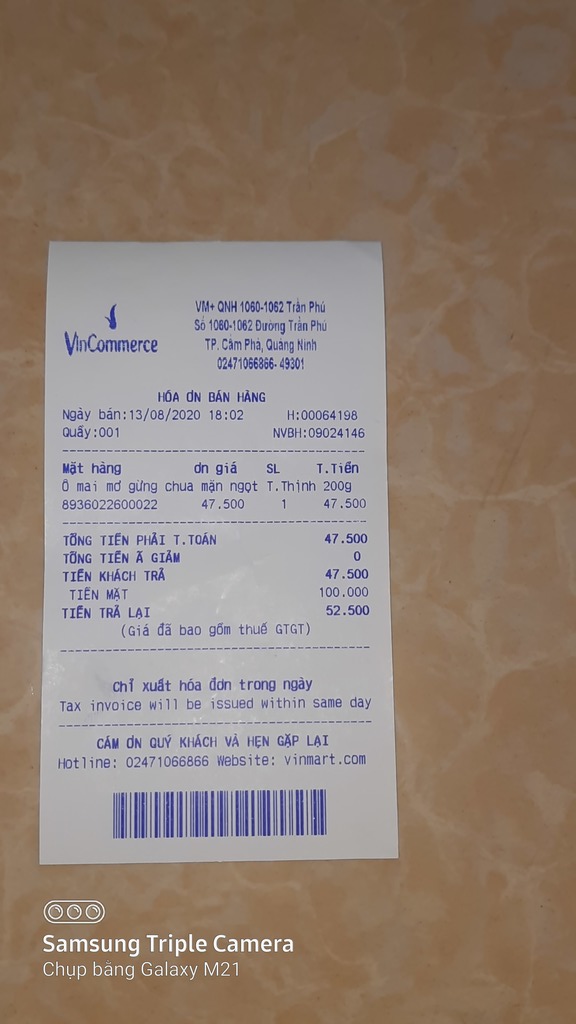 VinCommerce
VM+ QNH 1060-1062 Trần Phú
Số 1060-1062 Đường Trần Phú
TP. Cẩm Phả, Quảng Ninh
02471066866- 49301
HÓA ƠN BÁN HÀNG
Ngày bán:13/08/2020 18:02 H:00064198
Quầy:001 NVBH:09024146
Mặt hàng ơn giá SL T.Tiền
Ô mai mơ gừng chua mặn ngọt T.Thịnh 200g
8936022600022 47.500 1 47.500
TỔNG TIỀN PHẢI T.TOÁN 47.500
TỔNG TIỀN Ã GIẢM 0
TIỀN KHÁCH TRẢ 47.500
TIỀN MẶT 100.000
TIỀN TRẢ LẠI 52.500
(Giá đã bao gồm thuế GTGT)
Chỉ xuất hóa đơn trong ngày
Tax invoice will be issued within same day
CÁM ƠN QUÝ KHÁCH VÀ HẸN GẶP LẠI
Hotline: 02471066866 Website: vinmart.com
Samsung Triple Camera
Chụp bằng Galaxy M21